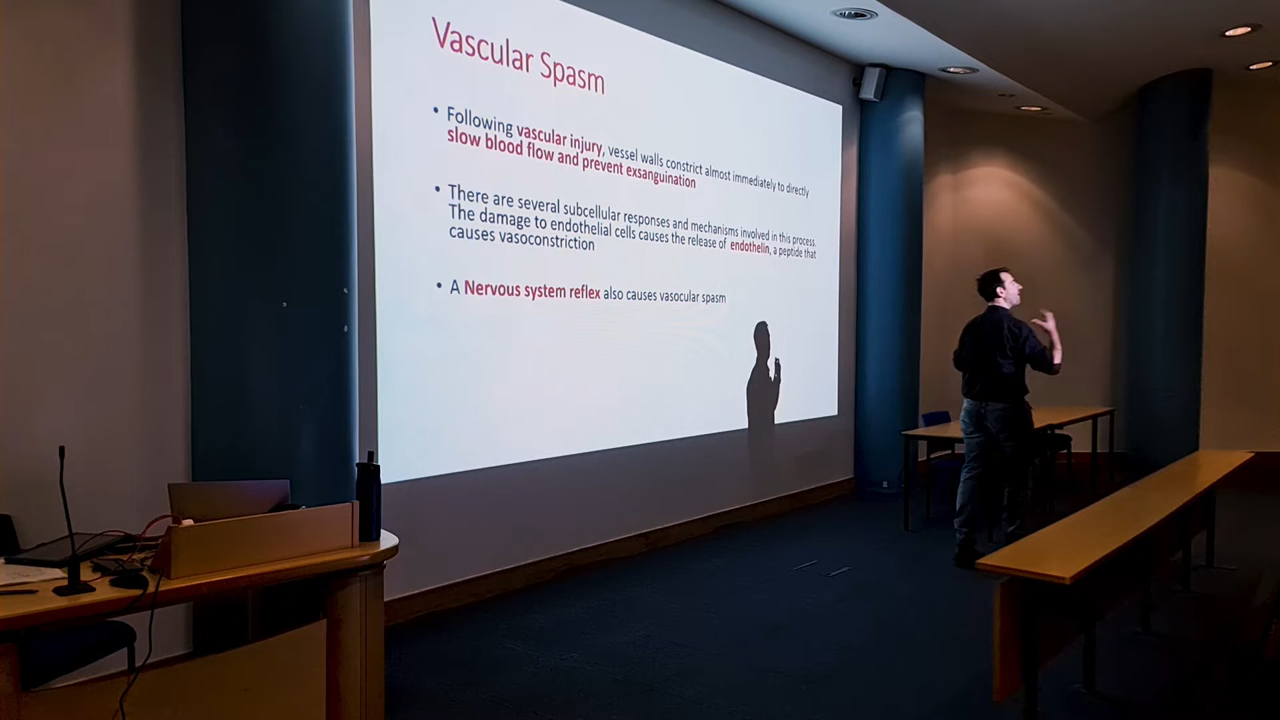 Vascular Spasm
• Following vascular injury, vessel walls constrict almost immediately to directly
slow blood flow and prevent exsanguination
• There are several subcellular responses and mechanisms involved in this process.
The damage to endothelial cells causes the release of endothelin, a peptide that
causes vasoconstriction
• A Nervous system reflex also causes vasocular spasm